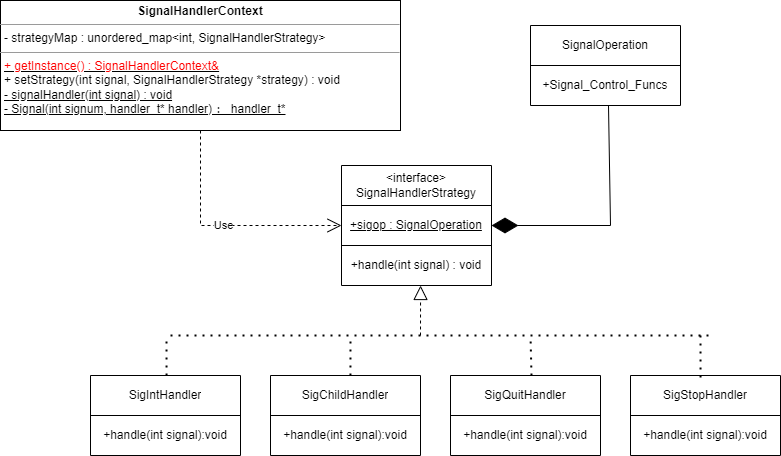 SignalHandlerContext
- strategyMap : unordered_map<int, SignalHandlerStrategy>
+ getInstance() : SignalHandlerContext&
+ setStrategy(int signal, SignalHandlerStrategy *strategy) : void
- signalHandler(int signal) : void
- Signal(int signum, handler_t* handler) ： handler_t*
SignalOperation
+Signal_Control_Funcs
<interface>
SignalHandlerStrategy
+sigop : SignalOperation
Use
+handle(int signal) : void
SigIntHandler
+handle(int signal):void
SigChildHandler
+handle(int signal):void
SigQuitHandler
+handle(int signal):void
SigStopHandler
+handle(int signal):void